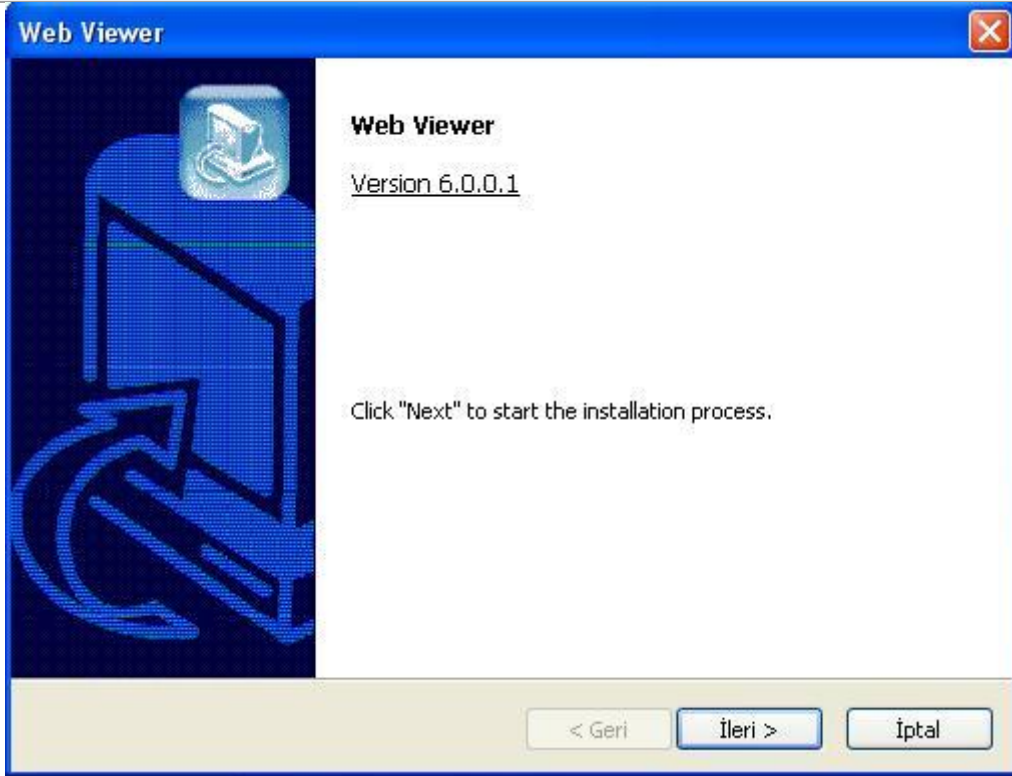 Web Viewer
Web Viewer
Version 6.0.0.1
Click "Next" to start the installation process.
< Geri
İleri >
İptal